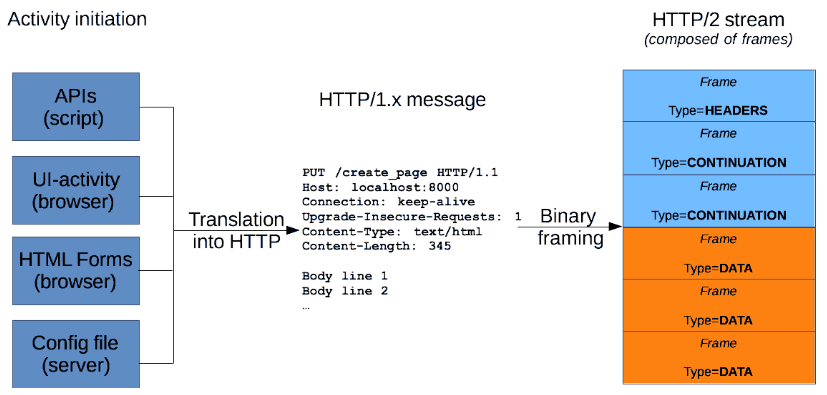 Activity initiation
APIs
(script)
UI-activity
(browser)
HTML Forms
(browser)
Config file
(server)
Translation
into HTTP
HTTP/1.x message
PUT /create_page HTTP/1.1
Host: localhost:8000
Connection: keep-alive
Upgrade-Insecure-Requests: 1
Content-Type: text/html
Content-Length: 345
Body line 1
Body line 2
…
Binary
framing
HTTP/2 stream
(composed of frames)
Frame
Type=HEADERS
Frame
Type=CONTINUATION
Frame
Type=CONTINUATION
Frame
Type=DATA
Frame
Type=DATA
Frame
Type=DATA